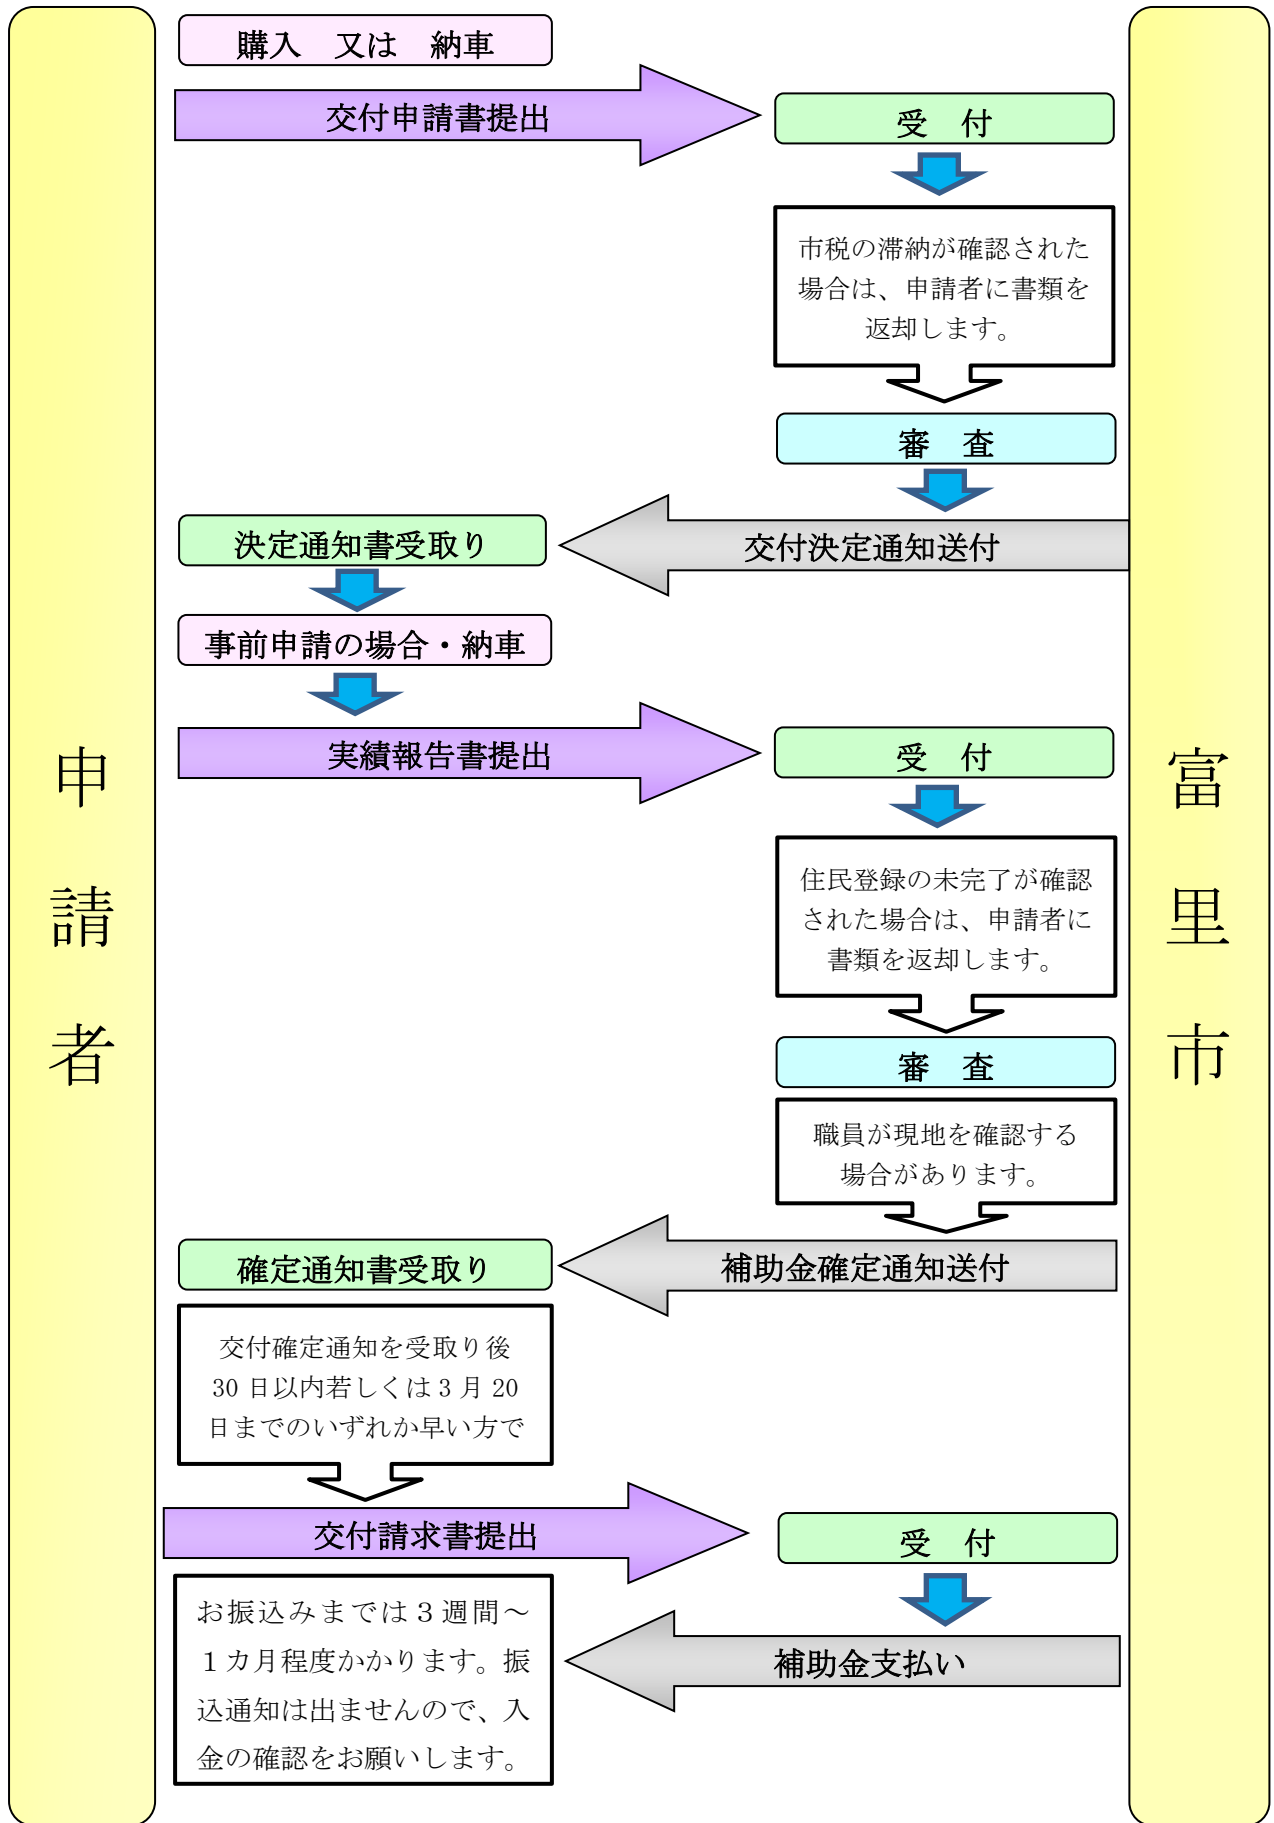 購入　又は　納車
交付申請書提出
受　付
市税の滞納が確認された
場合は、申請者に書類を
返却します。
審　査
交付決定通知送付
決定通知書受取り
事前申請の場合・納車
実績報告書提出
受　付
住民登録の未完了が確認
された場合は、申請者に
書類を返却します。
審　査
職員が現地を確認する
場合があります。
補助金確定通知送付
確定通知書受取り
交付確定通知を受取り後
30日以内若しくは3月20
日までのいずれか早い方で
交付請求書提出
受　付
お振込みまでは３週間～
１カ月程度かかります。振
込通知は出ませんので、入
金の確認をお願いします。
補助金支払い
申請者
富里市